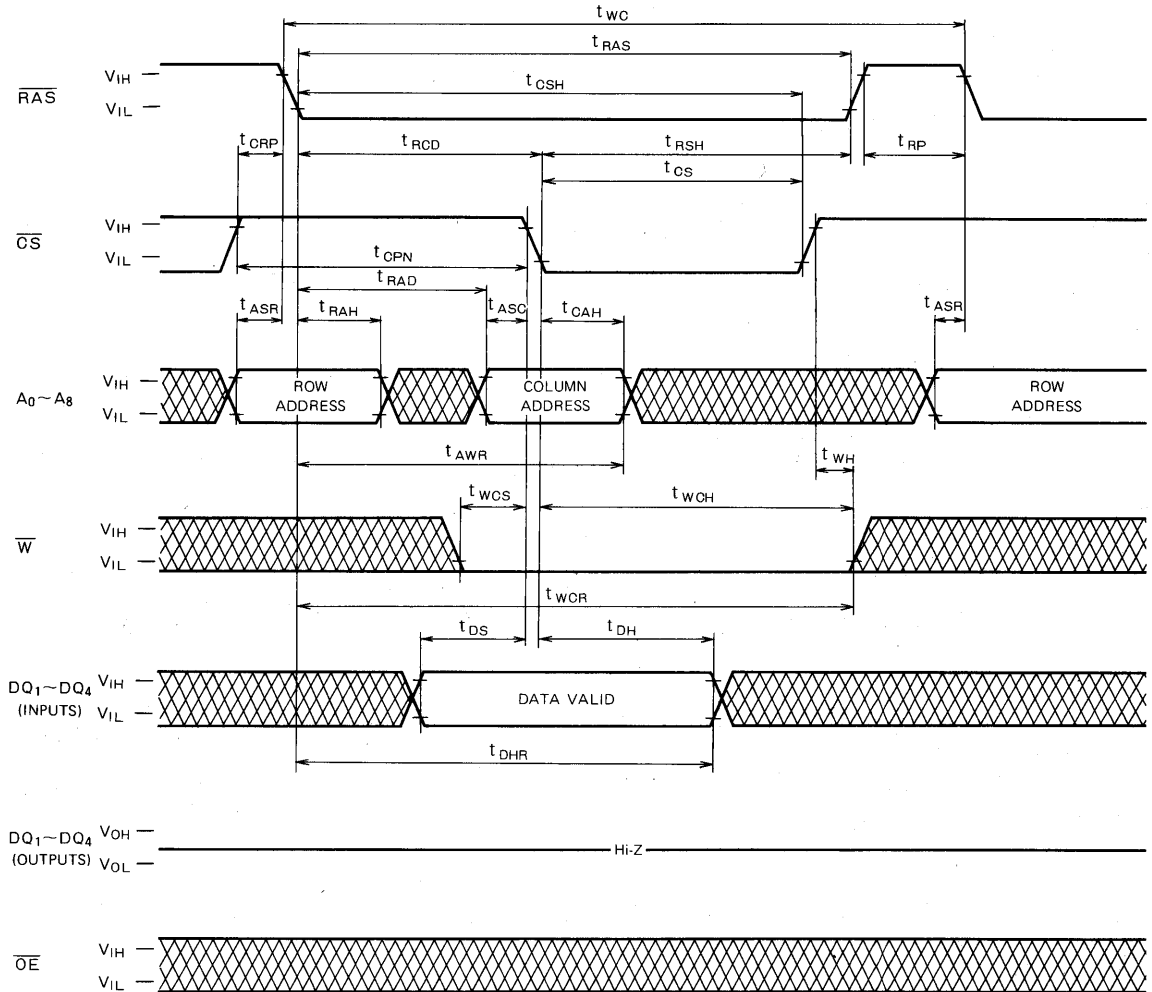 tWC
tRAS
VIH
RAS
VIL
tCSH
tCRP
tRCD
tRSH
tRP
tCS
VIH
CS
VIL
tCPN
tRAD
tASR
tRAH
tASC
tCAH
tASR
A0~A8
VIH
VIL
ROW
ADDRESS
COLUMN
ADDRESS
ROW
ADDRESS
tAWR
tWH
tWCS
tWCH
VIH
W
VIL
tWCR
tDS
tDH
DQ1~DQ4
(INPUTS)
VIH
VIL
DATA VALID
tDHR
DQ1~DQ4
(OUTPUTS)
VOH
VOL
Hi-Z
VIH
OE
VIL